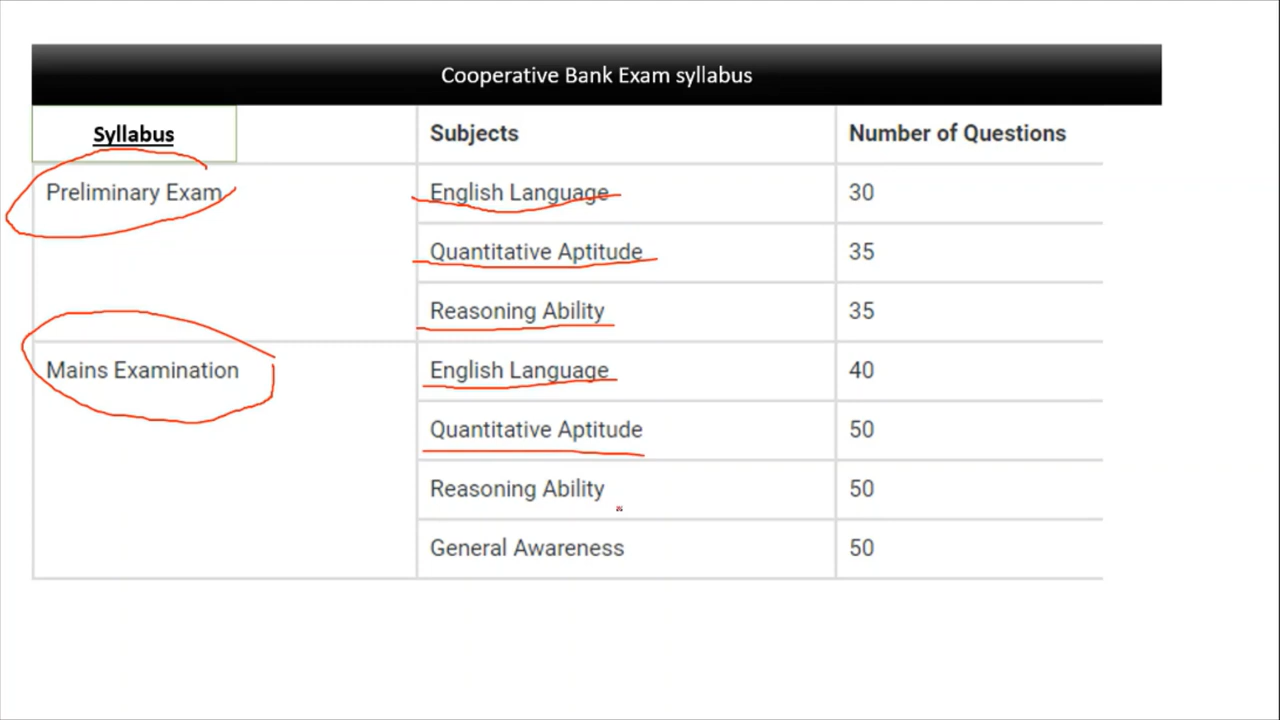 Cooperative Bank Exam syllabus
Syllabus Subjects Number of Questions
Preliminary Exam English Language 30
Quantitative Aptitude 35
Reasoning Ability 35
Mains Examination English Language 40
Quantitative Aptitude 50
Reasoning Ability 50
General Awareness 50